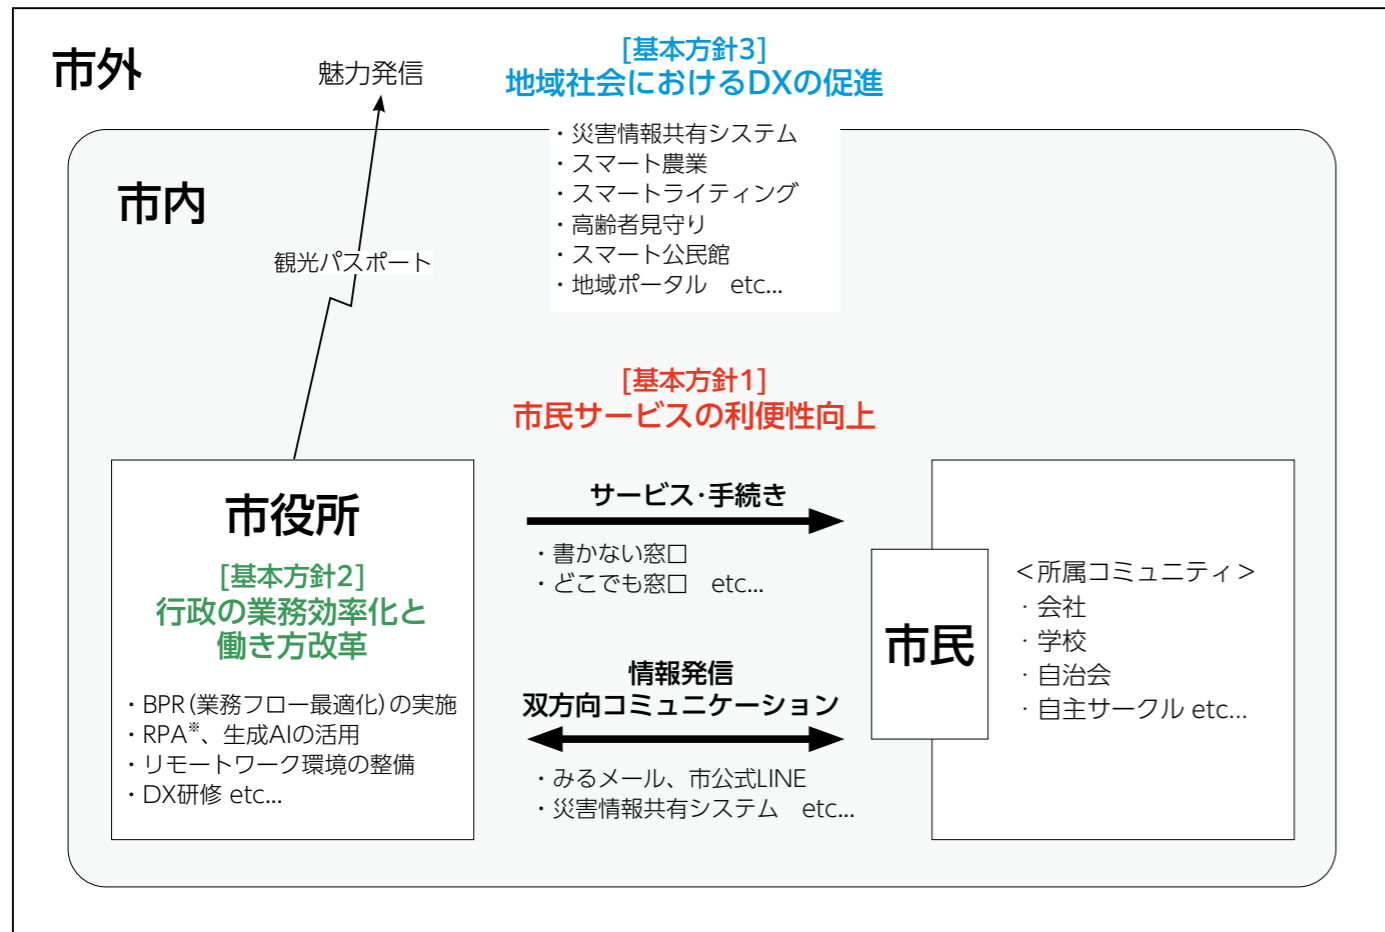 市外
魅力発信
[基本方針3]
地域社会におけるDXの促進
・災害情報共有システム
・スマート農業
・スマートライティング
・高齢者見守り
・スマート公民館
・地域ポータル　etc...
市内
観光パスポート
[基本方針1]
市民サービスの利便性向上
市役所
[基本方針2]
行政の業務効率化と
働き方改革
・BPR(業務フロー最適化)の実施
・RPA※、生成AIの活用
・リモートワーク環境の整備
・DX研修 etc...
サービス・手続き
・書かない窓口
・どこでも窓口　etc...
情報発信
双方向コミュニケーション
・みるメール、市公式LINE
・災害情報共有システム　etc...
市民
＜所属コミュニティ＞
・会社
・学校
・自治会
・自主サークル etc...